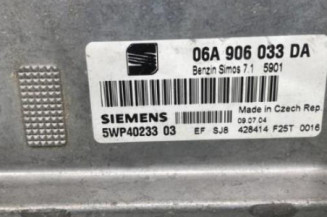 06A 906 033 DA
Benzin Simos 7.1 5901
SIEMENS
Made in Czech Rep.
09.07.04
5WP40233 03
EF SJ8 428414 F25T 0016